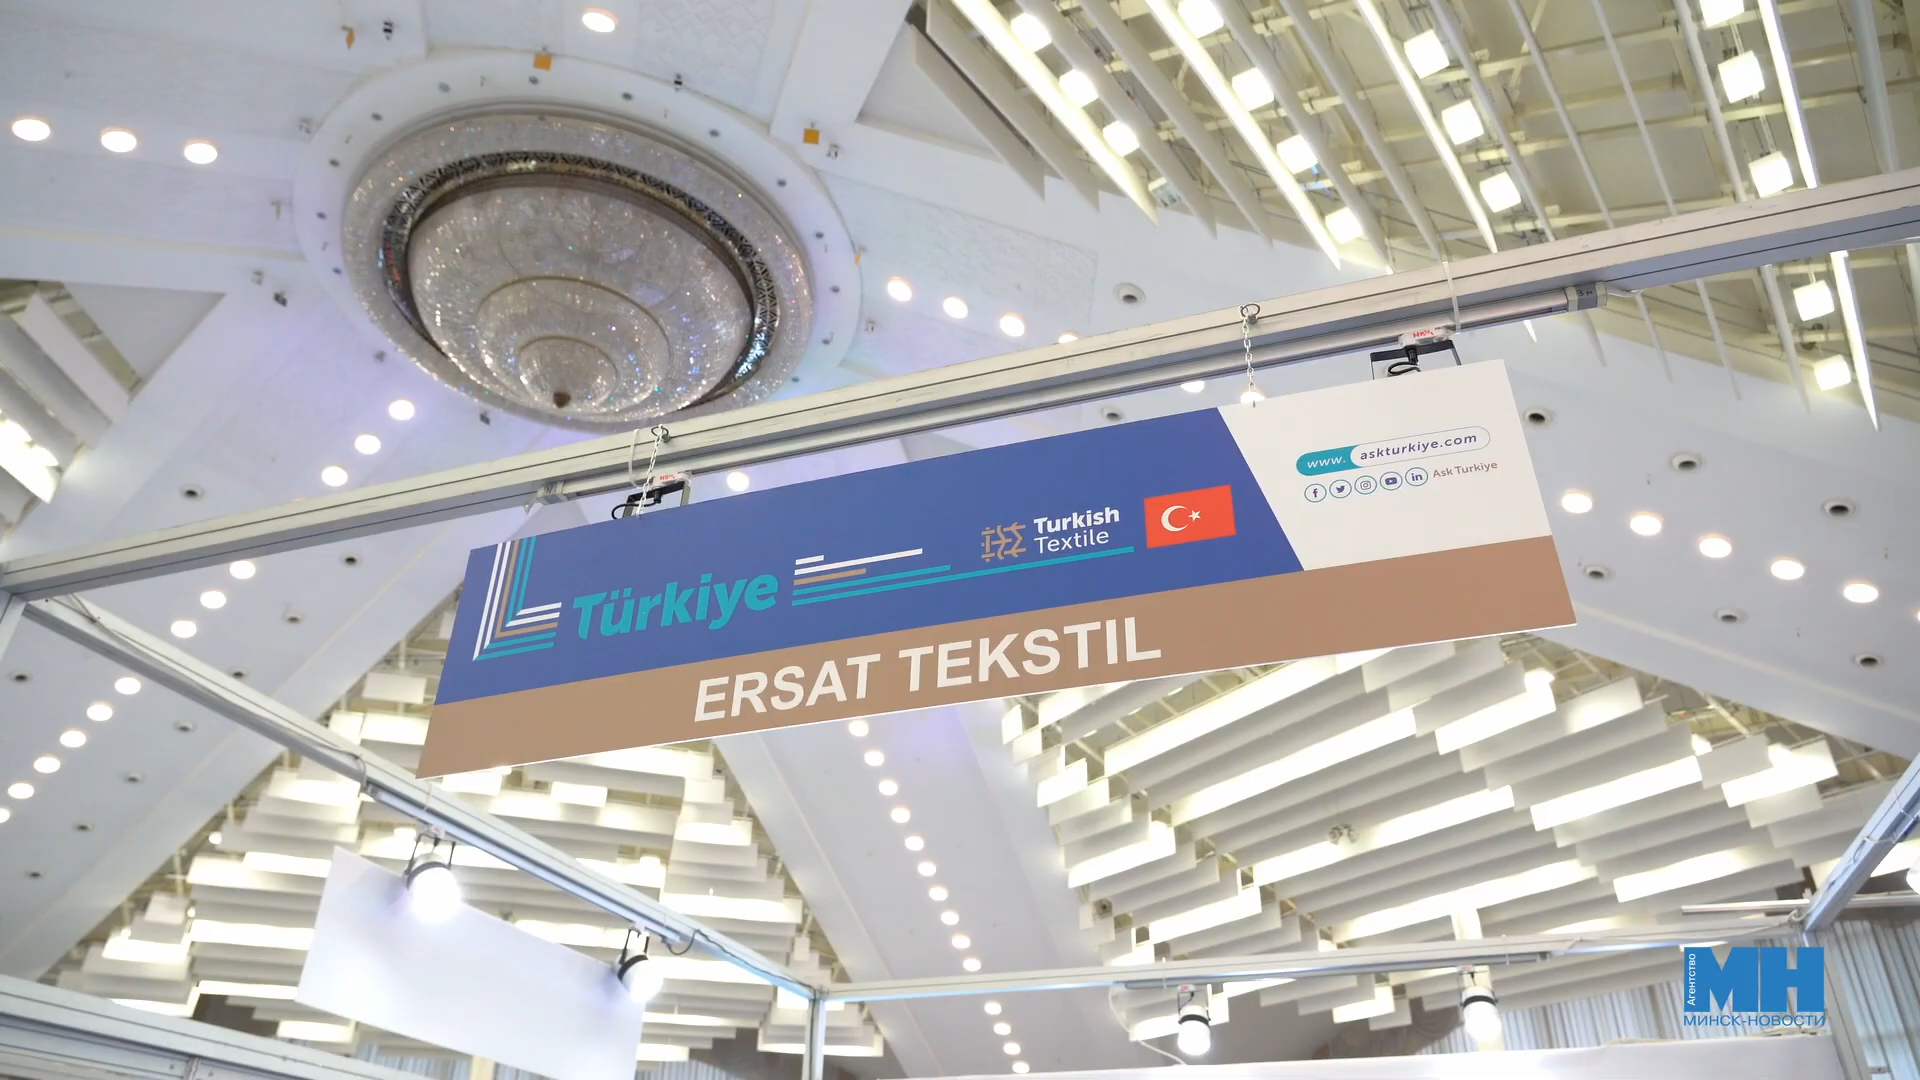 www. askturkiye.com
Ask Turkiye
Turkish
Textile
Türkiye
ERSAT TEKSTIL
Агентство
МН
МИНСК-НОВОСТИ